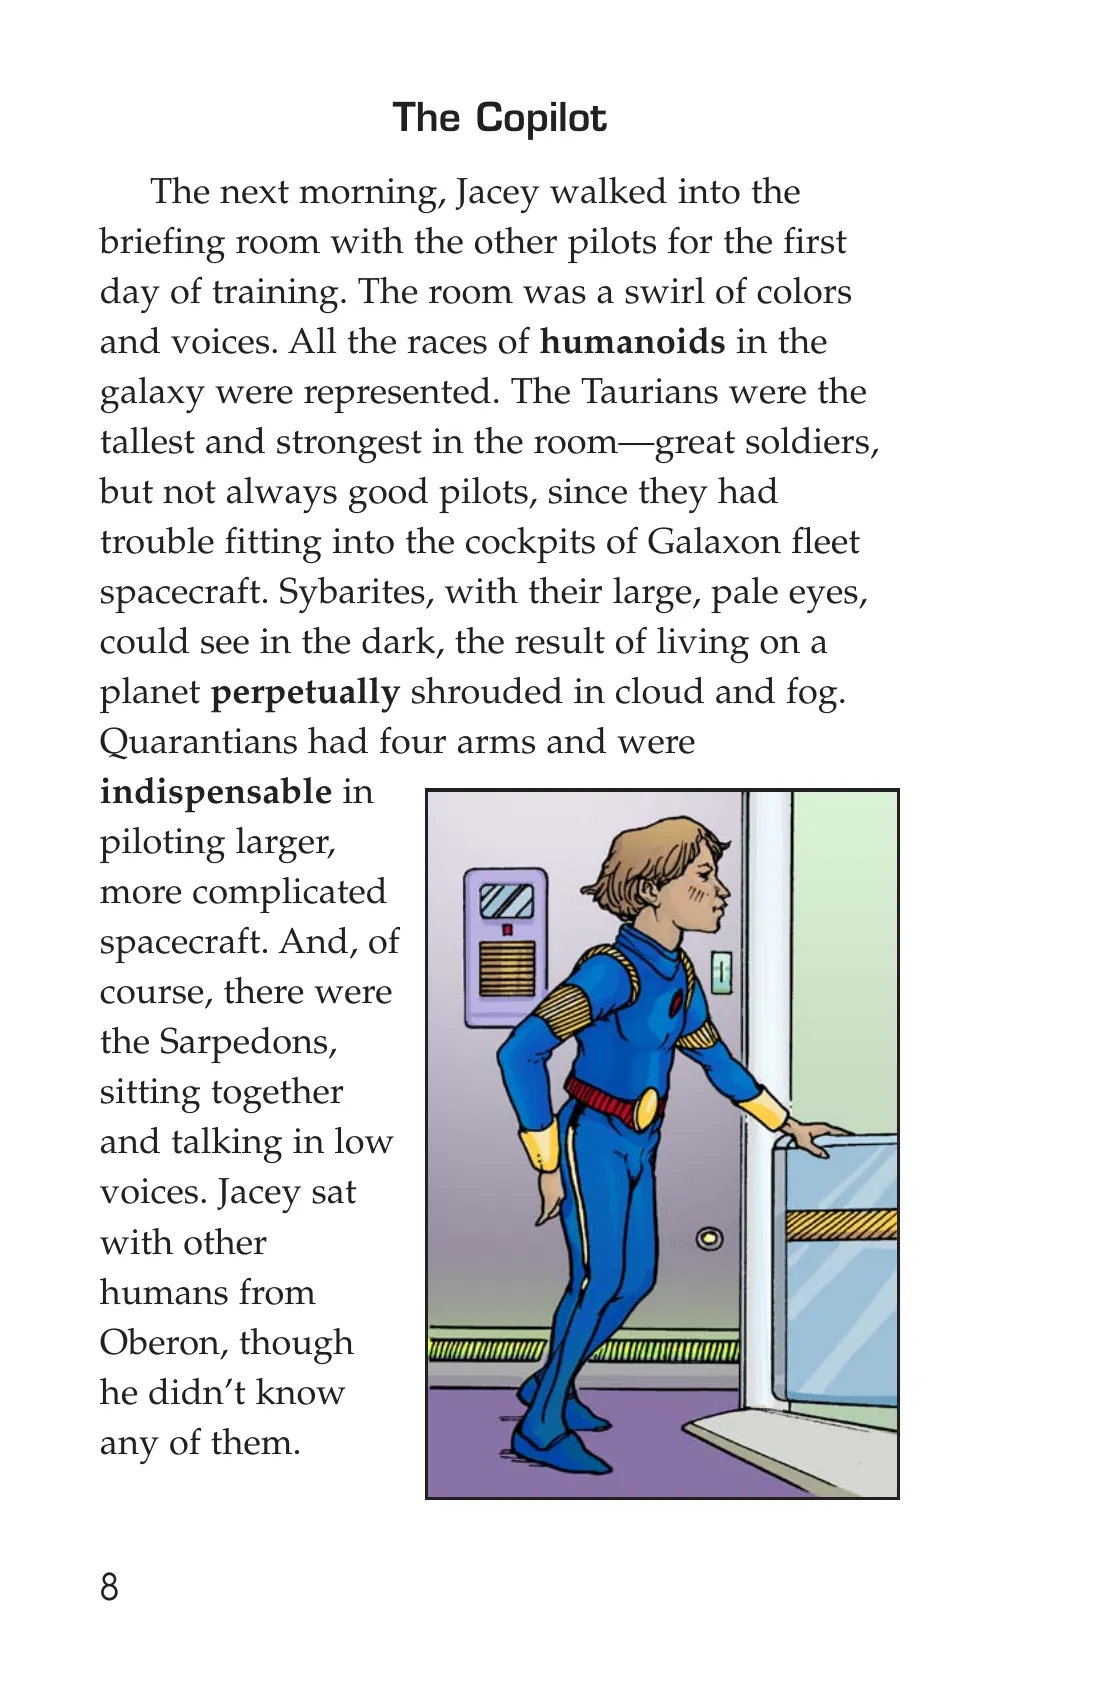 The Copilot
The next morning, Jacey walked into the
briefing room with the other pilots for the first
day of training. The room was a swirl of colors
and voices. All the races of humanoids in the
galaxy were represented. The Taurians were the
tallest and strongest in the room—great soldiers,
but not always good pilots, since they had
trouble fitting into the cockpits of Galaxon fleet
spacecraft. Sybarites, with their large, pale eyes,
could see in the dark, the result of living on a
planet perpetually shrouded in cloud and fog.
Quarantians had four arms and were
indispensable in
piloting larger,
more complicated
spacecraft. And, of
course, there were
the Sarpedons,
sitting together
and talking in low
voices. Jacey sat
with other
humans from
Oberon, though
he didn’t know
any of them.
8